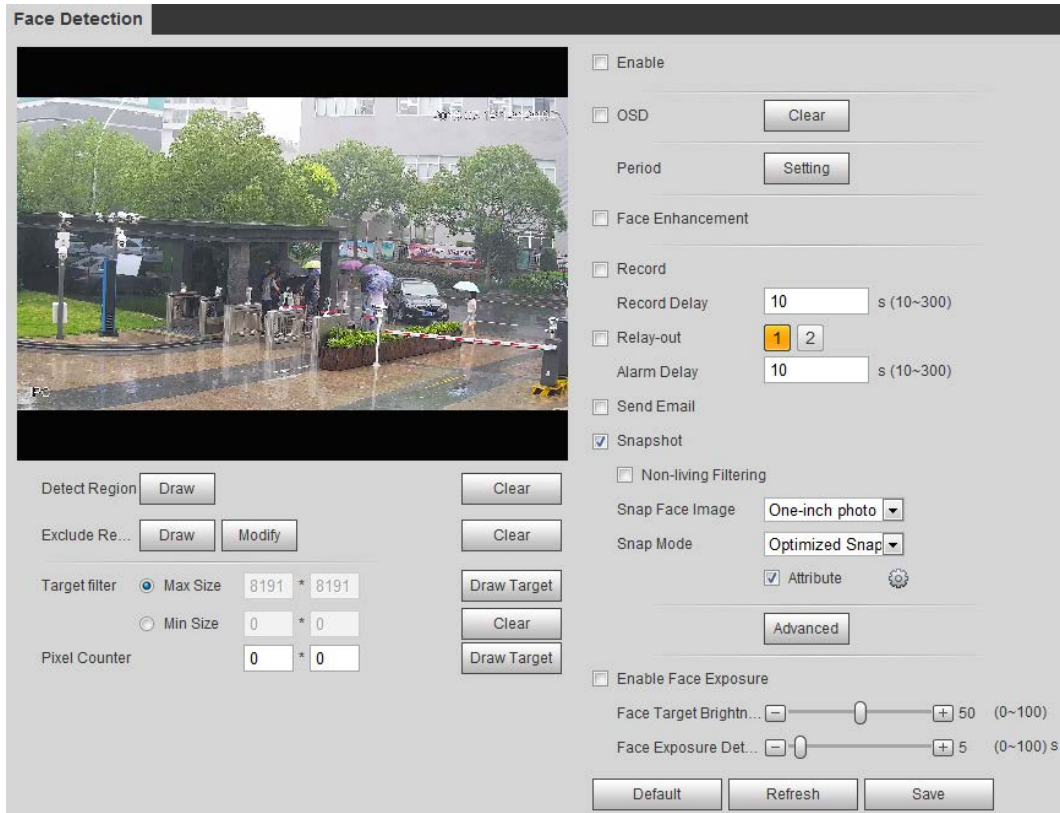 Face Detection
Enable
OSD Clear
Period Setting
Face Enhancement
Record
Record Delay 10 s (10~300)
Relay-out 1 2
Alarm Delay 10 s (10~300)
Send Email
Snapshot
Non-living Filtering
Snap Face Image One-inch photo
Snap Mode Optimized Snap
Attribute
Advanced
Enable Face Exposure
Face Target Brightn... 50 (0~100)
Face Exposure Det... 5 (0~100) s
Default Refresh Save
IPC
Detect Region Draw Clear
Exclude Re... Draw Modify Clear
Target filter Max Size 8191 * 8191 Draw Target
Min Size 0 * 0 Clear
Pixel Counter 0 * 0 Draw Target